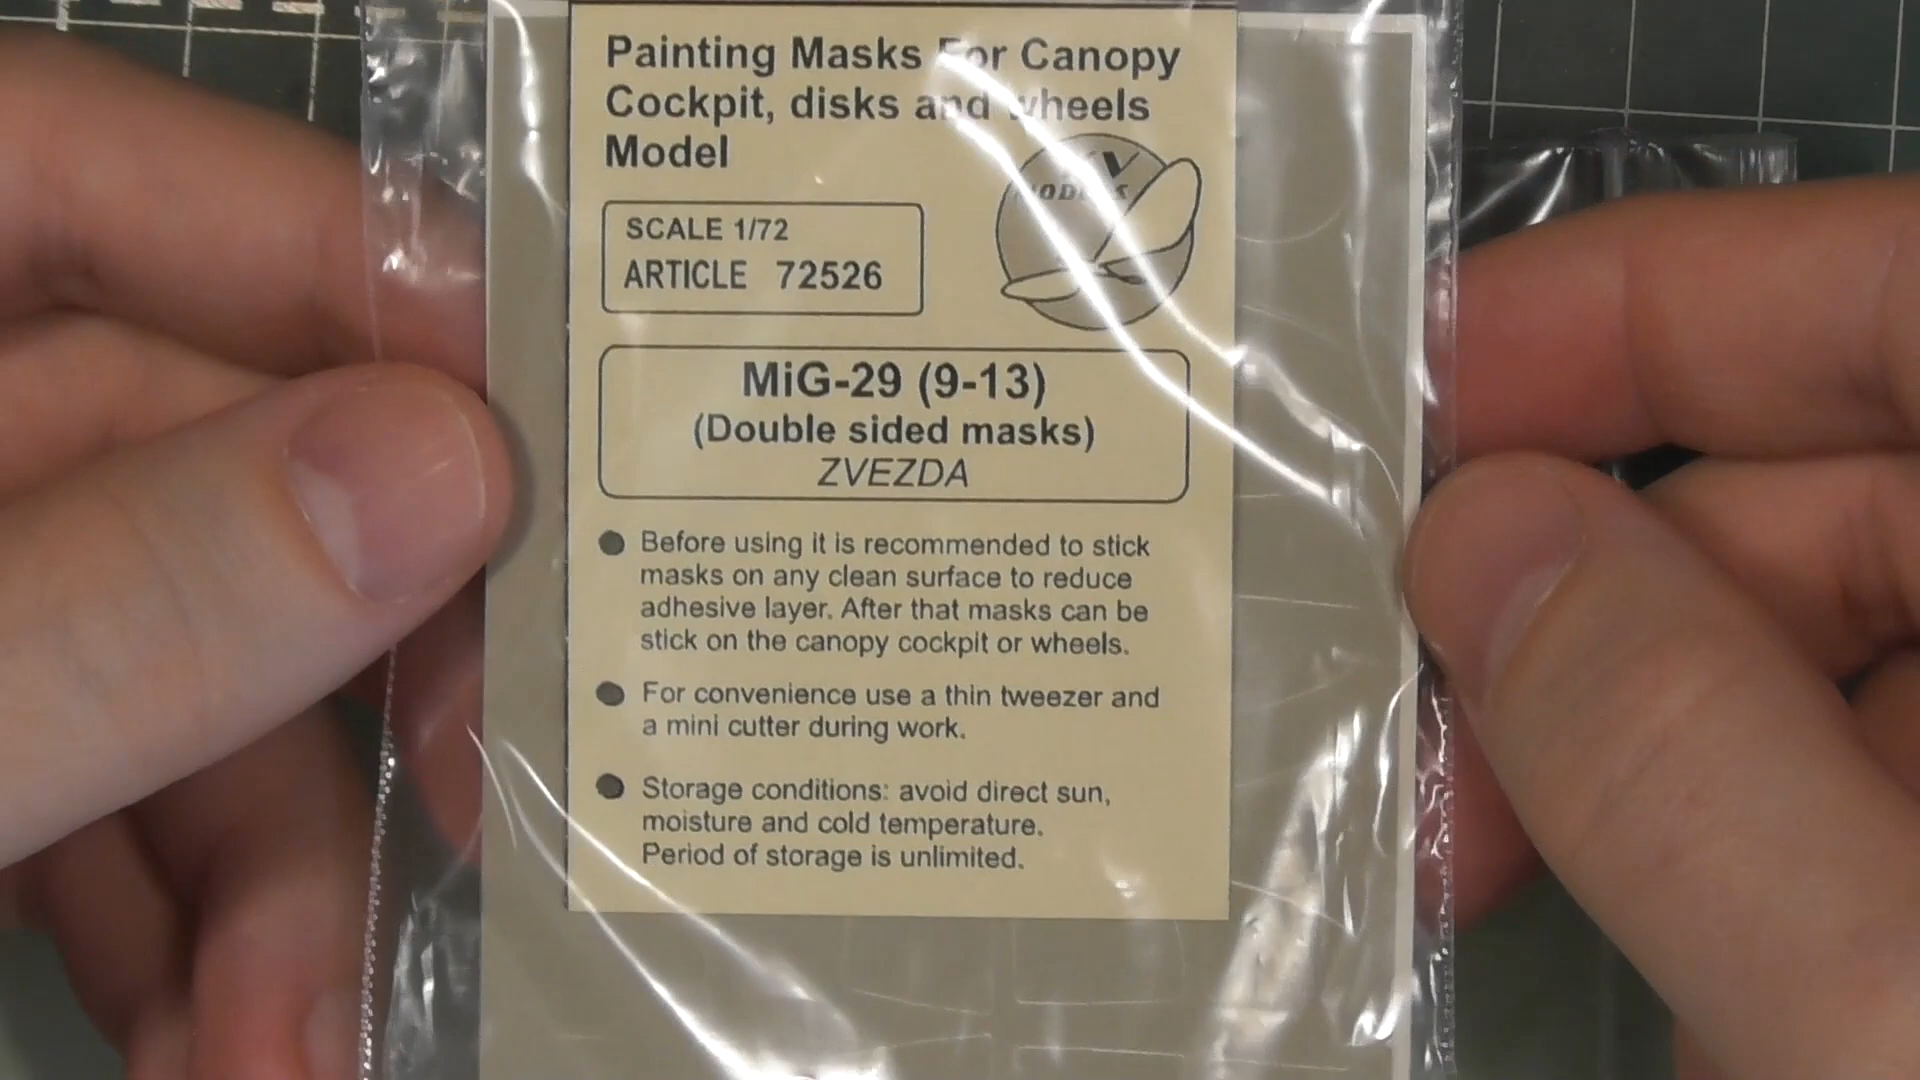 Painting Masks For Canopy
Cockpit, disks and wheels
Model
SCALE 1/72
ARTICLE 72526
MiG-29 (9-13)
(Double sided masks)
ZVEZDA
Before using it is recommended to stick
masks on any clean surface to reduce
adhesive layer. After that masks can be
stick on the canopy cockpit or wheels.
For convenience use a thin tweezer and
a mini cutter during work.
Storage conditions: avoid direct sun,
moisture and cold temperature.
Period of storage is unlimited.